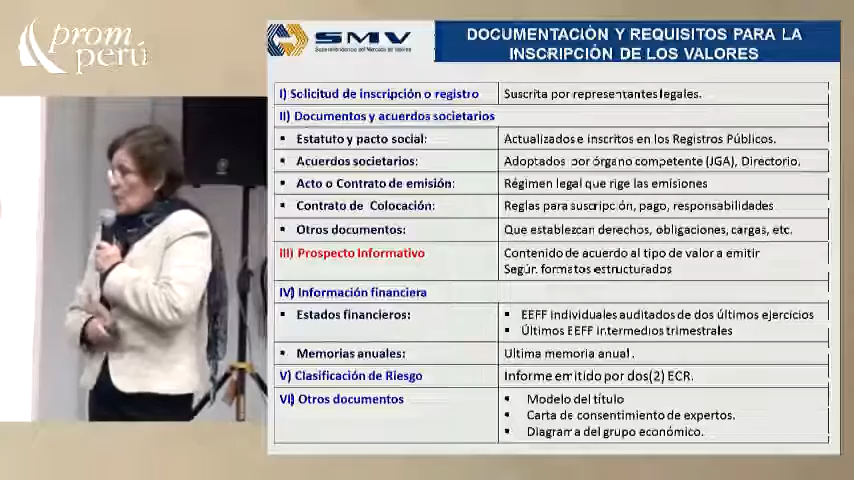 prom
perú
SMV
Superintendencia del Mercado de Valores
DOCUMENTACIÓN Y REQUISITOS PARA LA
INSCRIPCIÓN DE LOS VALORES
I) Solicitud de inscripción o registro Suscrita por representantes legales.
II) Documentos y acuerdos societarios
▪ Estatuto y pacto social: Actualizados e inscritos en los Registros Públicos.
▪ Acuerdos societarios: Adoptados por órgano competente (JGA), Directorio.
▪ Acto o Contrato de emisión: Régimen legal que rige las emisiones
▪ Contrato de Colocación: Reglas para suscripción, pago, responsabilidades
▪ Otros documentos: Que establezcan derechos, obligaciones, cargas, etc.
III) Prospecto Informativo Contenido de acuerdo al tipo de valor a emitir
Según formatos estructurados
IV) Información financiera
▪ Estados financieros: ▪ EEFF individuales auditados de dos últimos ejercicios
▪ Últimos EEFF intermedios trimestrales
▪ Memorias anuales: Ultima memoria anual.
V) Clasificación de Riesgo Informe emitido por dos(2) ECR.
VI) Otros documentos ▪ Modelo del título
▪ Carta de consentimiento de expertos.
▪ Diagrama del grupo económico.